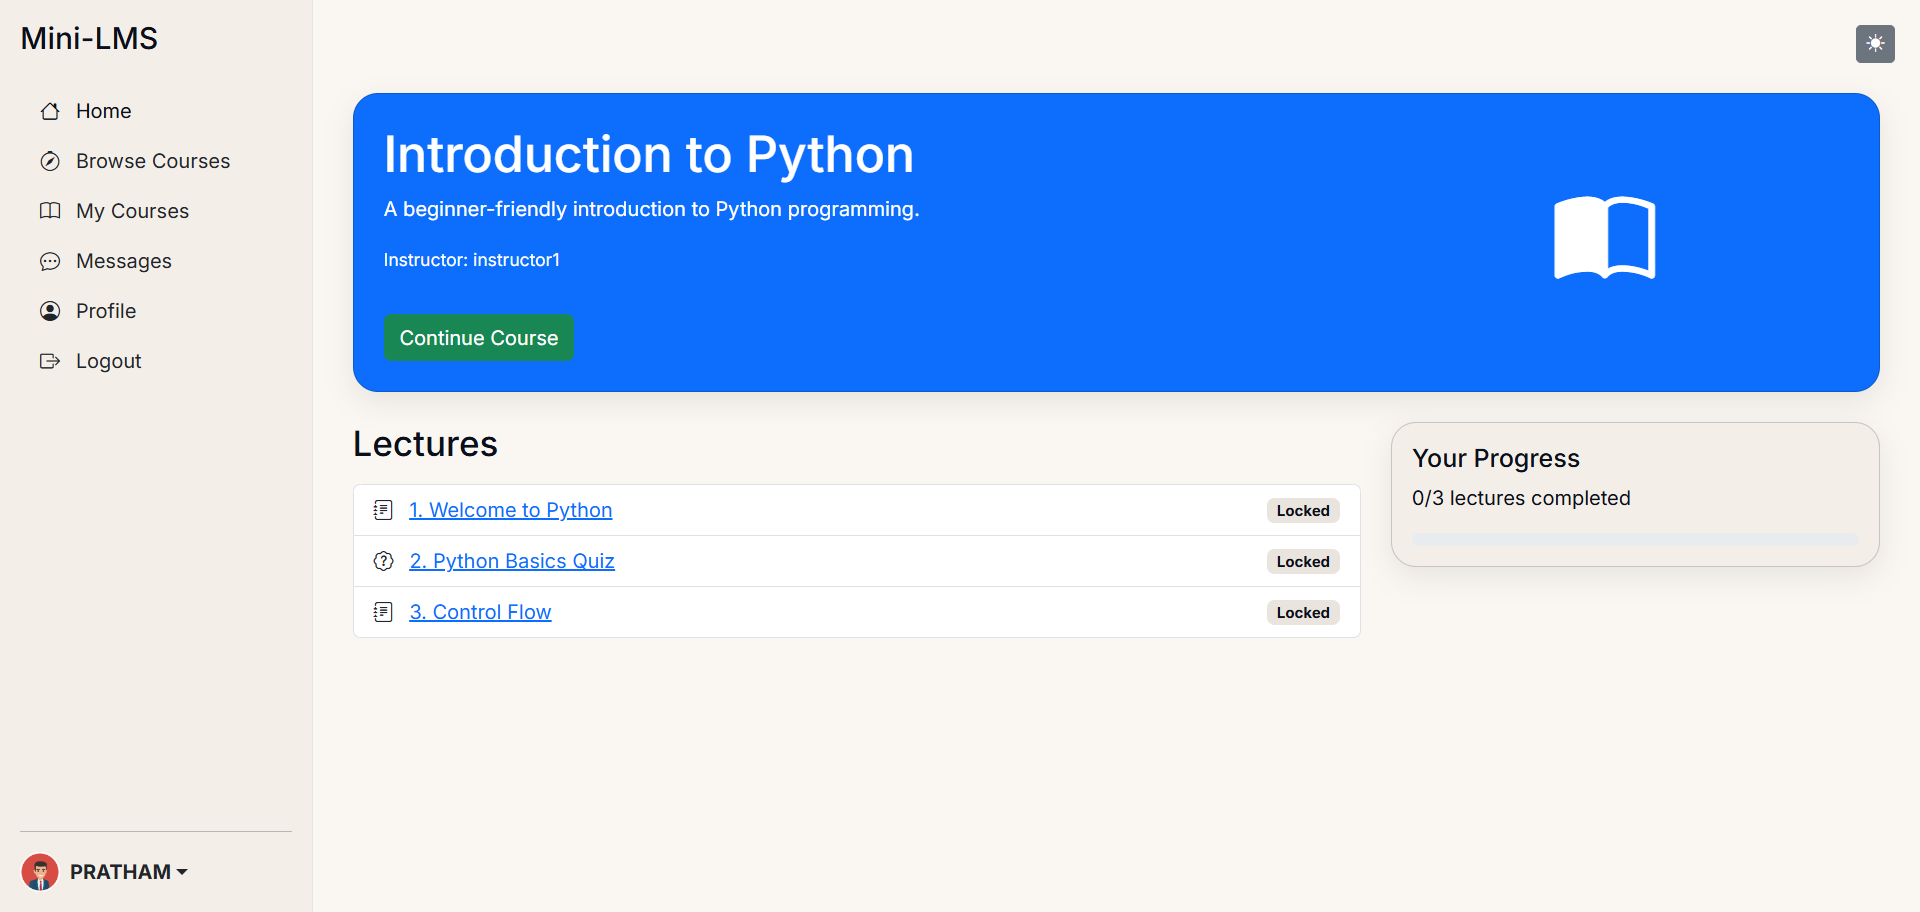 Mini-LMS
Home
Browse Courses
My Courses
Messages
Profile
Logout
PRATHAM
Introduction to Python
A beginner-friendly introduction to Python programming.
Instructor: instructor1
Continue Course
Lectures
1. Welcome to Python Locked
2. Python Basics Quiz Locked
3. Control Flow Locked
Your Progress
0/3 lectures completed